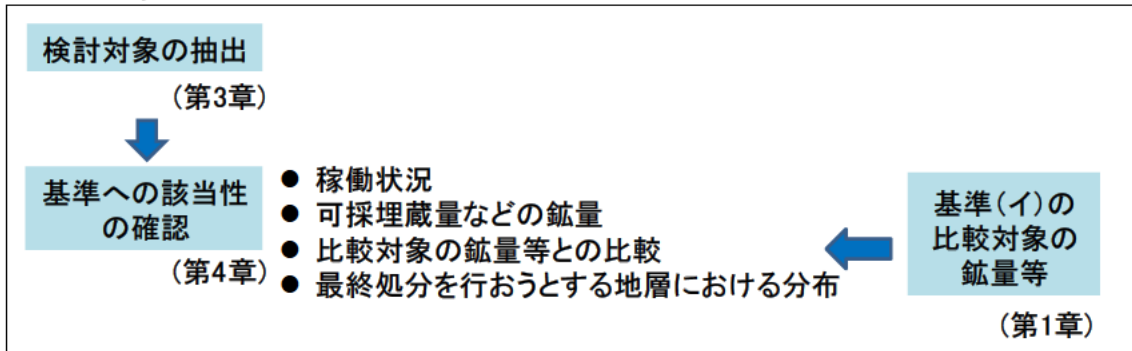 検討対象の抽出
（第3章）
基準への該当性
の確認
（第4章）
● 稼働状況
● 可採埋蔵量などの鉱量
● 比較対象の鉱量等との比較
● 最終処分を行おうとする地層における分布
基準（イ）の
比較対象の
鉱量等
（第1章）